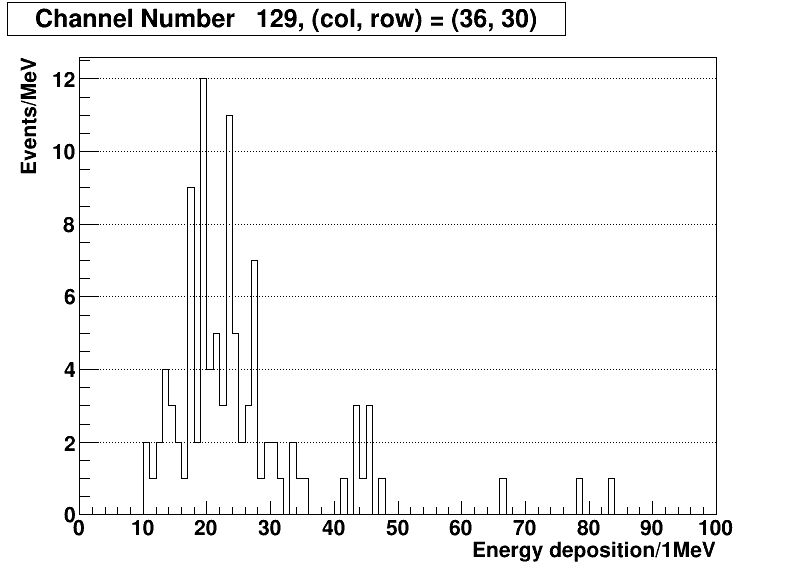 Channel Number 129, (col, row) = (36, 30)
Events/MeV
12
10
8
6
4
2
0
0 10 20 30 40 50 60 70 80 90 100
Energy deposition/1MeV